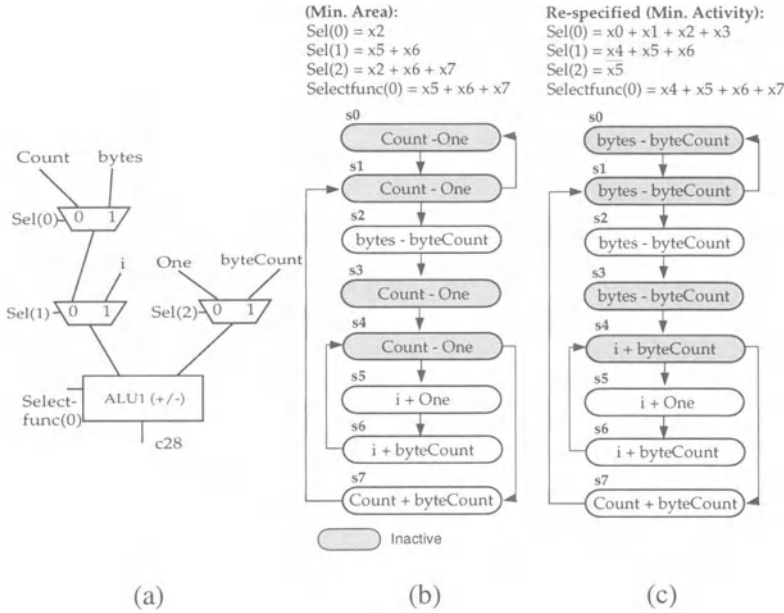 (Min. Area):
Sel(0) = x2
Sel(1) = x5 + x6
Sel(2) = x2 + x6 + x7
Selectfunc(0) = x5 + x6 + x7
Re-specified (Min. Activity):
Sel(0) = x0 + x1 + x2 + x3
Sel(1) = x4 + x5 + x6
Sel(2) = x̅5̅
Selectfunc(0) = x4 + x5 + x6 + x7
Count
bytes
Sel(0)
0 1
i
One
byteCount
Sel(1)
0 1
Sel(2)
0 1
Select-
func(0)
ALU1 (+/-)
c28
s0
Count -One
s1
Count - One
s2
bytes - byteCount
s3
Count - One
s4
Count - One
s5
i + One
s6
i + byteCount
s7
Count + byteCount
Inactive
s0
bytes - byteCount
s1
bytes - byteCount
s2
bytes - byteCount
s3
bytes - byteCount
s4
i + byteCount
s5
i + One
s6
i + byteCount
s7
Count + byteCount
(a)
(b)
(c)